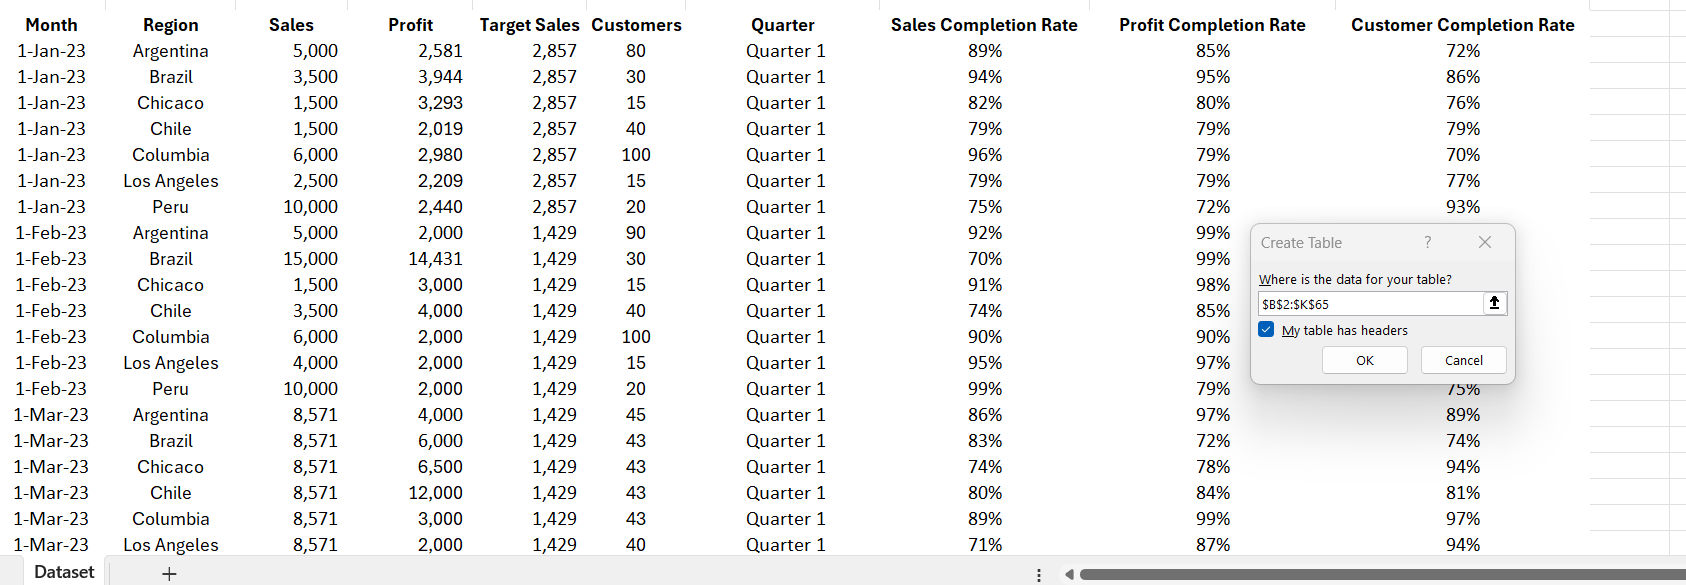 Month Region Sales Profit Target Sales Customers Quarter Sales Completion Rate Profit Completion Rate Customer Completion Rate
1-Jan-23 Argentina 5,000 2,581 2,857 80 Quarter 1 89% 85% 72%
1-Jan-23 Brazil 3,500 3,944 2,857 30 Quarter 1 94% 95% 86%
1-Jan-23 Chicaco 1,500 3,293 2,857 15 Quarter 1 82% 80% 76%
1-Jan-23 Chile 1,500 2,019 2,857 40 Quarter 1 79% 79% 79%
1-Jan-23 Columbia 6,000 2,980 2,857 100 Quarter 1 96% 79% 70%
1-Jan-23 Los Angeles 2,500 2,209 2,857 15 Quarter 1 79% 79% 77%
1-Jan-23 Peru 10,000 2,440 2,857 20 Quarter 1 75% 72% 93%
1-Feb-23 Argentina 5,000 2,000 1,429 90 Quarter 1 92% 99%
1-Feb-23 Brazil 15,000 14,431 1,429 30 Quarter 1 70% 99%
1-Feb-23 Chicaco 1,500 3,000 1,429 15 Quarter 1 91% 98%
1-Feb-23 Chile 3,500 4,000 1,429 40 Quarter 1 74% 85%
1-Feb-23 Columbia 6,000 2,000 1,429 100 Quarter 1 90% 90%
1-Feb-23 Los Angeles 4,000 2,000 1,429 15 Quarter 1 95% 97%
1-Feb-23 Peru 10,000 2,000 1,429 20 Quarter 1 99% 79% 75%
1-Mar-23 Argentina 8,571 4,000 1,429 45 Quarter 1 86% 97% 89%
1-Mar-23 Brazil 8,571 6,000 1,429 43 Quarter 1 83% 72% 74%
1-Mar-23 Chicaco 8,571 6,500 1,429 43 Quarter 1 74% 78% 94%
1-Mar-23 Chile 8,571 12,000 1,429 43 Quarter 1 80% 84% 81%
1-Mar-23 Columbia 8,571 3,000 1,429 43 Quarter 1 89% 99% 97%
1-Mar-23 Los Angeles 8,571 2,000 1,429 40 Quarter 1 71% 87% 94%
Create Table ?
Where is the data for your table?
$B$2:$K$65
My table has headers
OK Cancel
Dataset